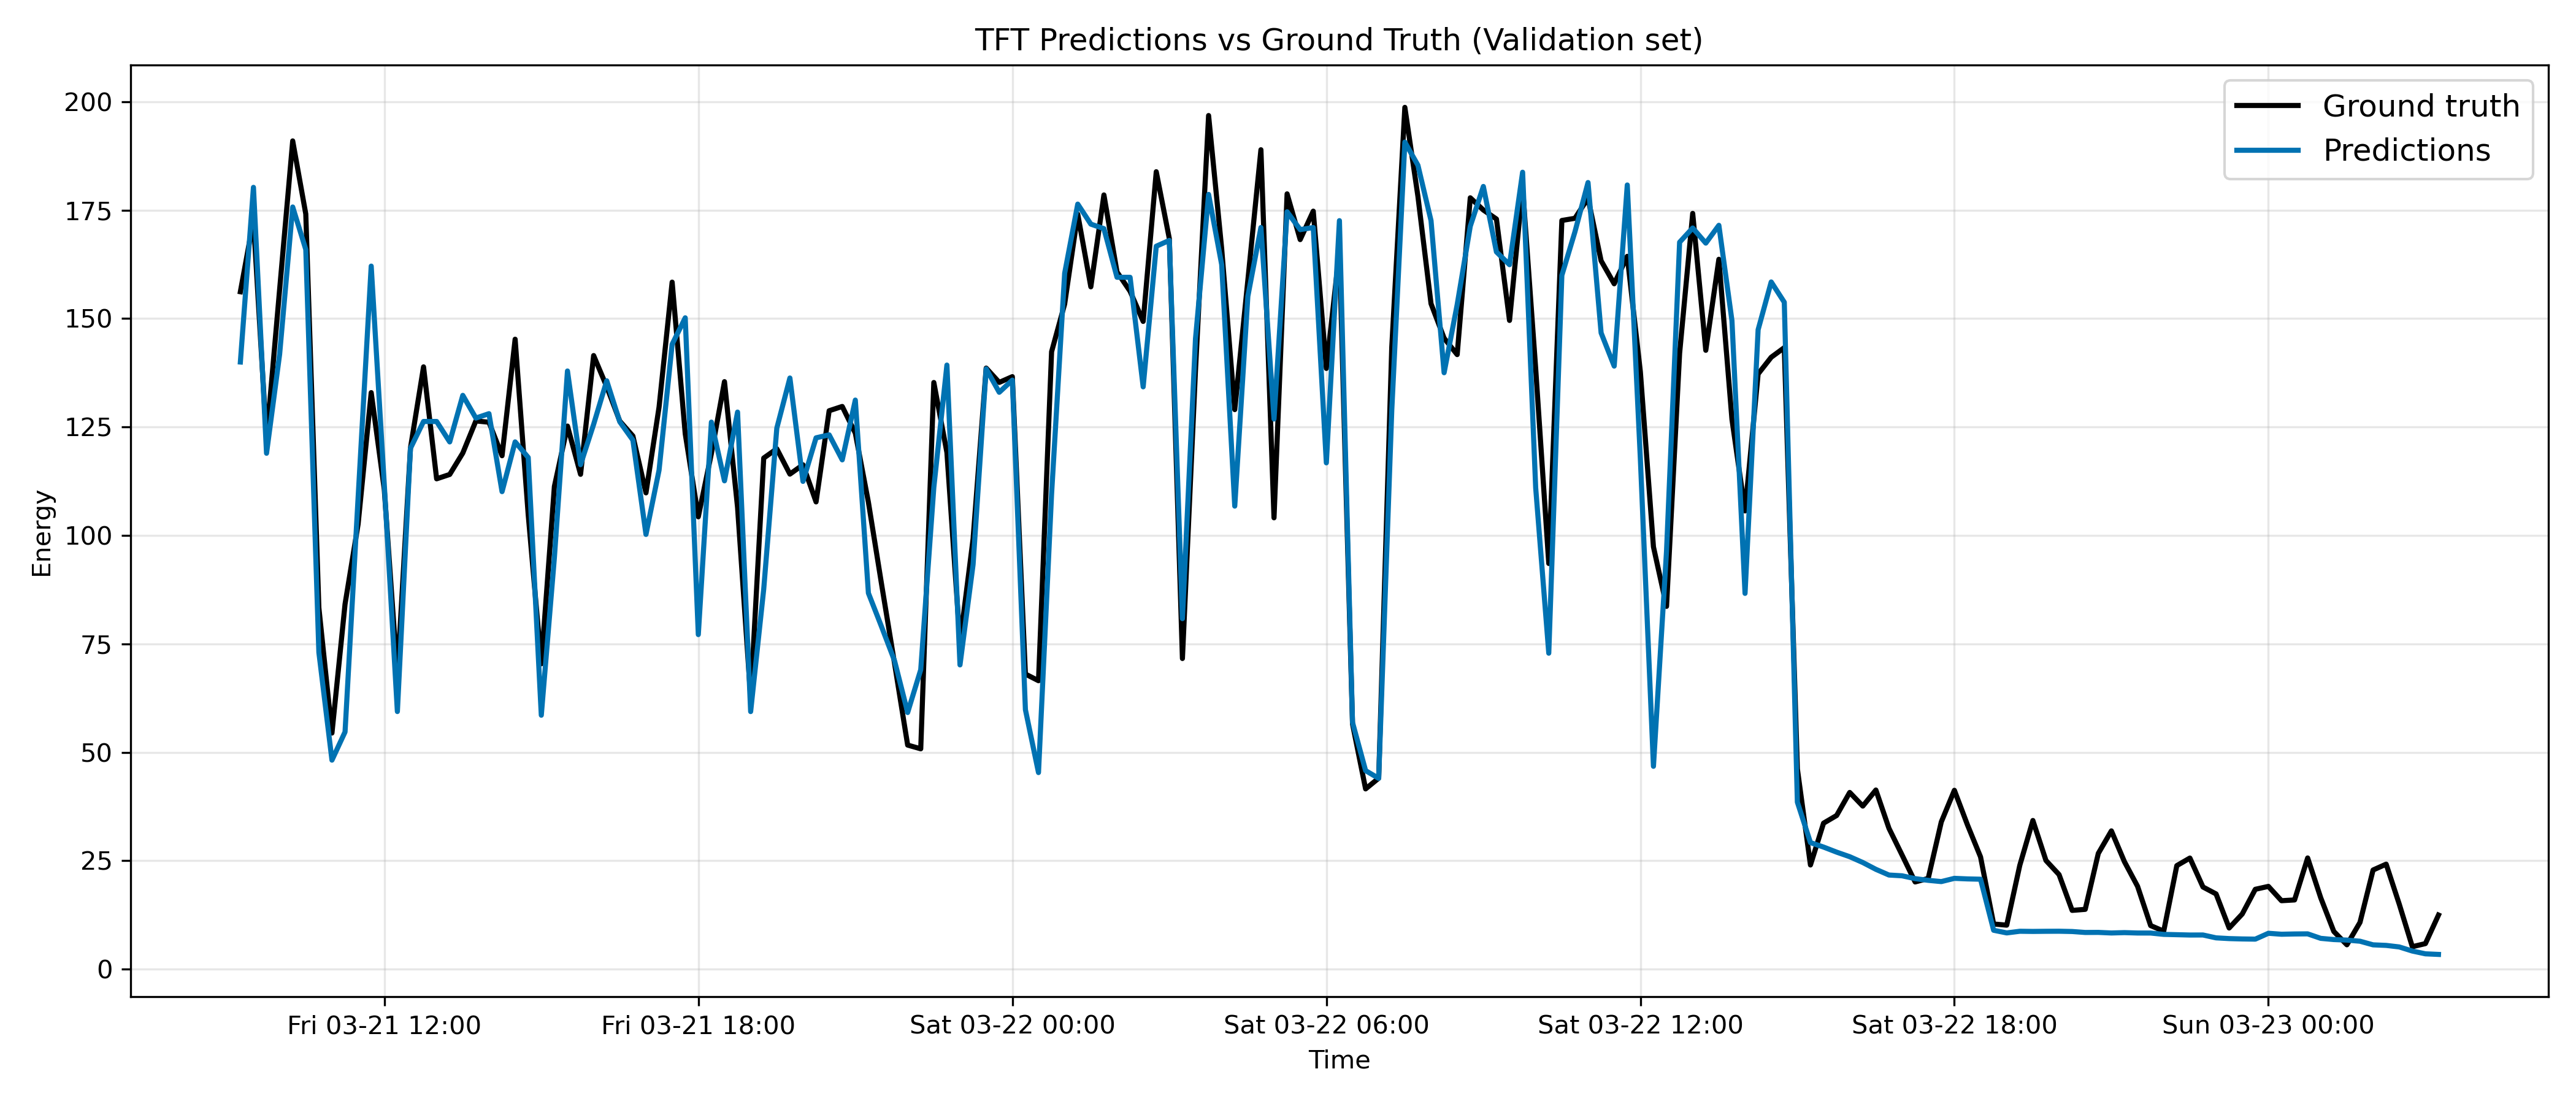 TFT Predictions vs Ground Truth (Validation set)
Ground truth
Predictions
200
175
150
125
100
75
50
25
0
Energy
Fri 03-21 12:00
Fri 03-21 18:00
Sat 03-22 00:00
Sat 03-22 06:00
Sat 03-22 12:00
Sat 03-22 18:00
Sun 03-23 00:00
Time